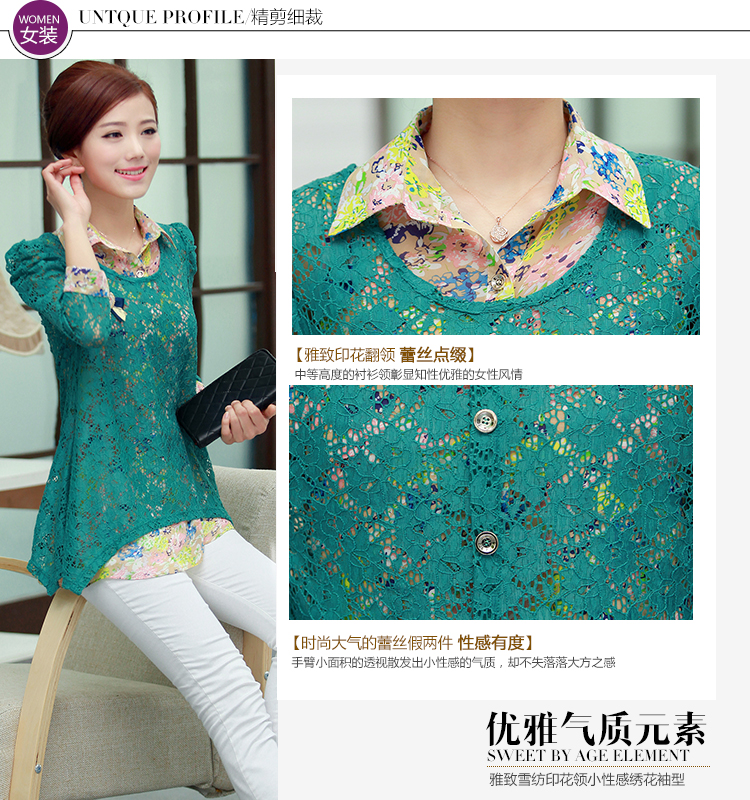 WOMEN
女装
UNTQUE PROFILE/精剪细裁
【雅致印花翻领 蕾丝点缀】
中等高度的衬衫领彰显知性优雅的女性风情
【时尚大气的蕾丝假两件 性感有度】
手臂小面积的透视散发出小性感的气质，却不失落落大方之感
优雅气质元素
SWEET BY AGE ELEMENT
雅致雪纺印花领小性感绣花袖型